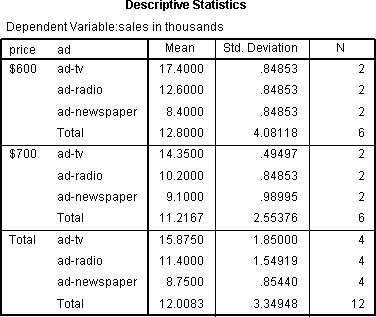 Descriptive Statistics
Dependent Variable:sales in thousands
price ad Mean Std. Deviation N
$600 ad-tv 17.4000 .84853 2
ad-radio 12.6000 .84853 2
ad-newspaper 8.4000 .84853 2
Total 12.8000 4.08118 6
$700 ad-tv 14.3500 .49497 2
ad-radio 10.2000 .84853 2
ad-newspaper 9.1000 .98995 2
Total 11.2167 2.55376 6
Total ad-tv 15.8750 1.85000 4
ad-radio 11.4000 1.54919 4
ad-newspaper 8.7500 .85440 4
Total 12.0083 3.34948 12